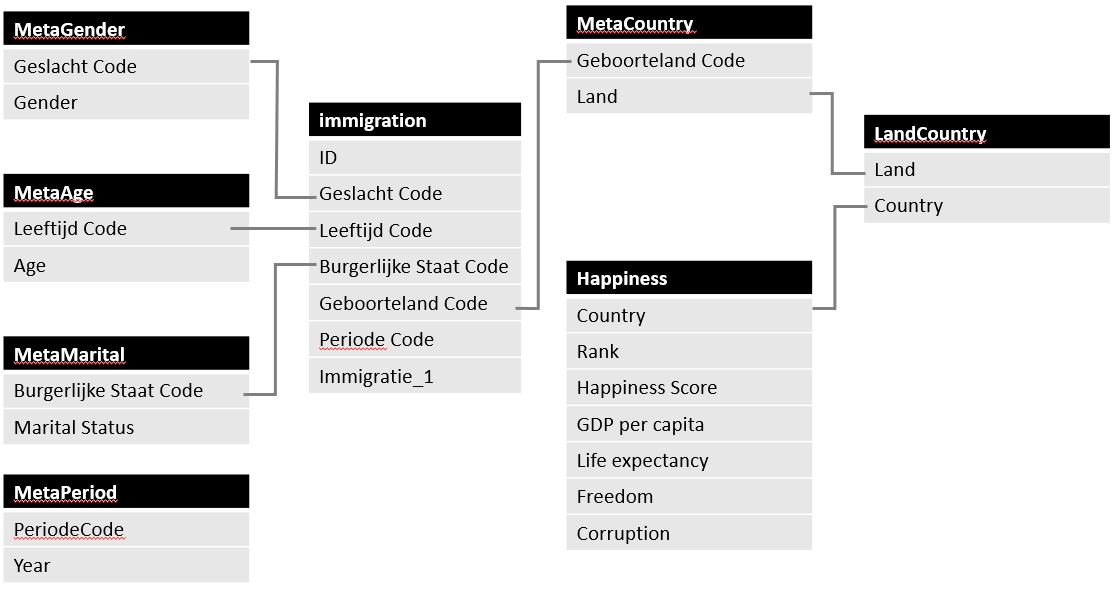 MetaGender
Geslacht Code
Gender
MetaAge
Leeftijd Code
Age
MetaMarital
Burgerlijke Staat Code
Marital Status
MetaPeriod
PeriodeCode
Year
immigration
ID
Geslacht Code
Leeftijd Code
Burgerlijke Staat Code
Geboorteland Code
Periode Code
Immigratie_1
MetaCountry
Geboorteland Code
Land
Happiness
Country
Rank
Happiness Score
GDP per capita
Life expectancy
Freedom
Corruption
LandCountry
Land
Country